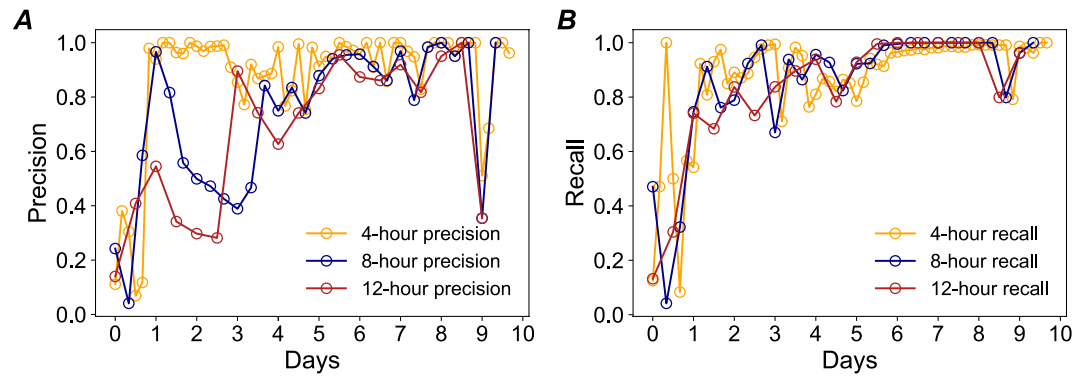 A
Precision
1.0
0.8
0.6
0.4
0.2
0.0
4-hour precision
8-hour precision
12-hour precision
0 1 2 3 4 5 6 7 8 9 10
Days
B
Recall
1.0
0.8
0.6
0.4
0.2
0.0
4-hour recall
8-hour recall
12-hour recall
0 1 2 3 4 5 6 7 8 9 10
Days